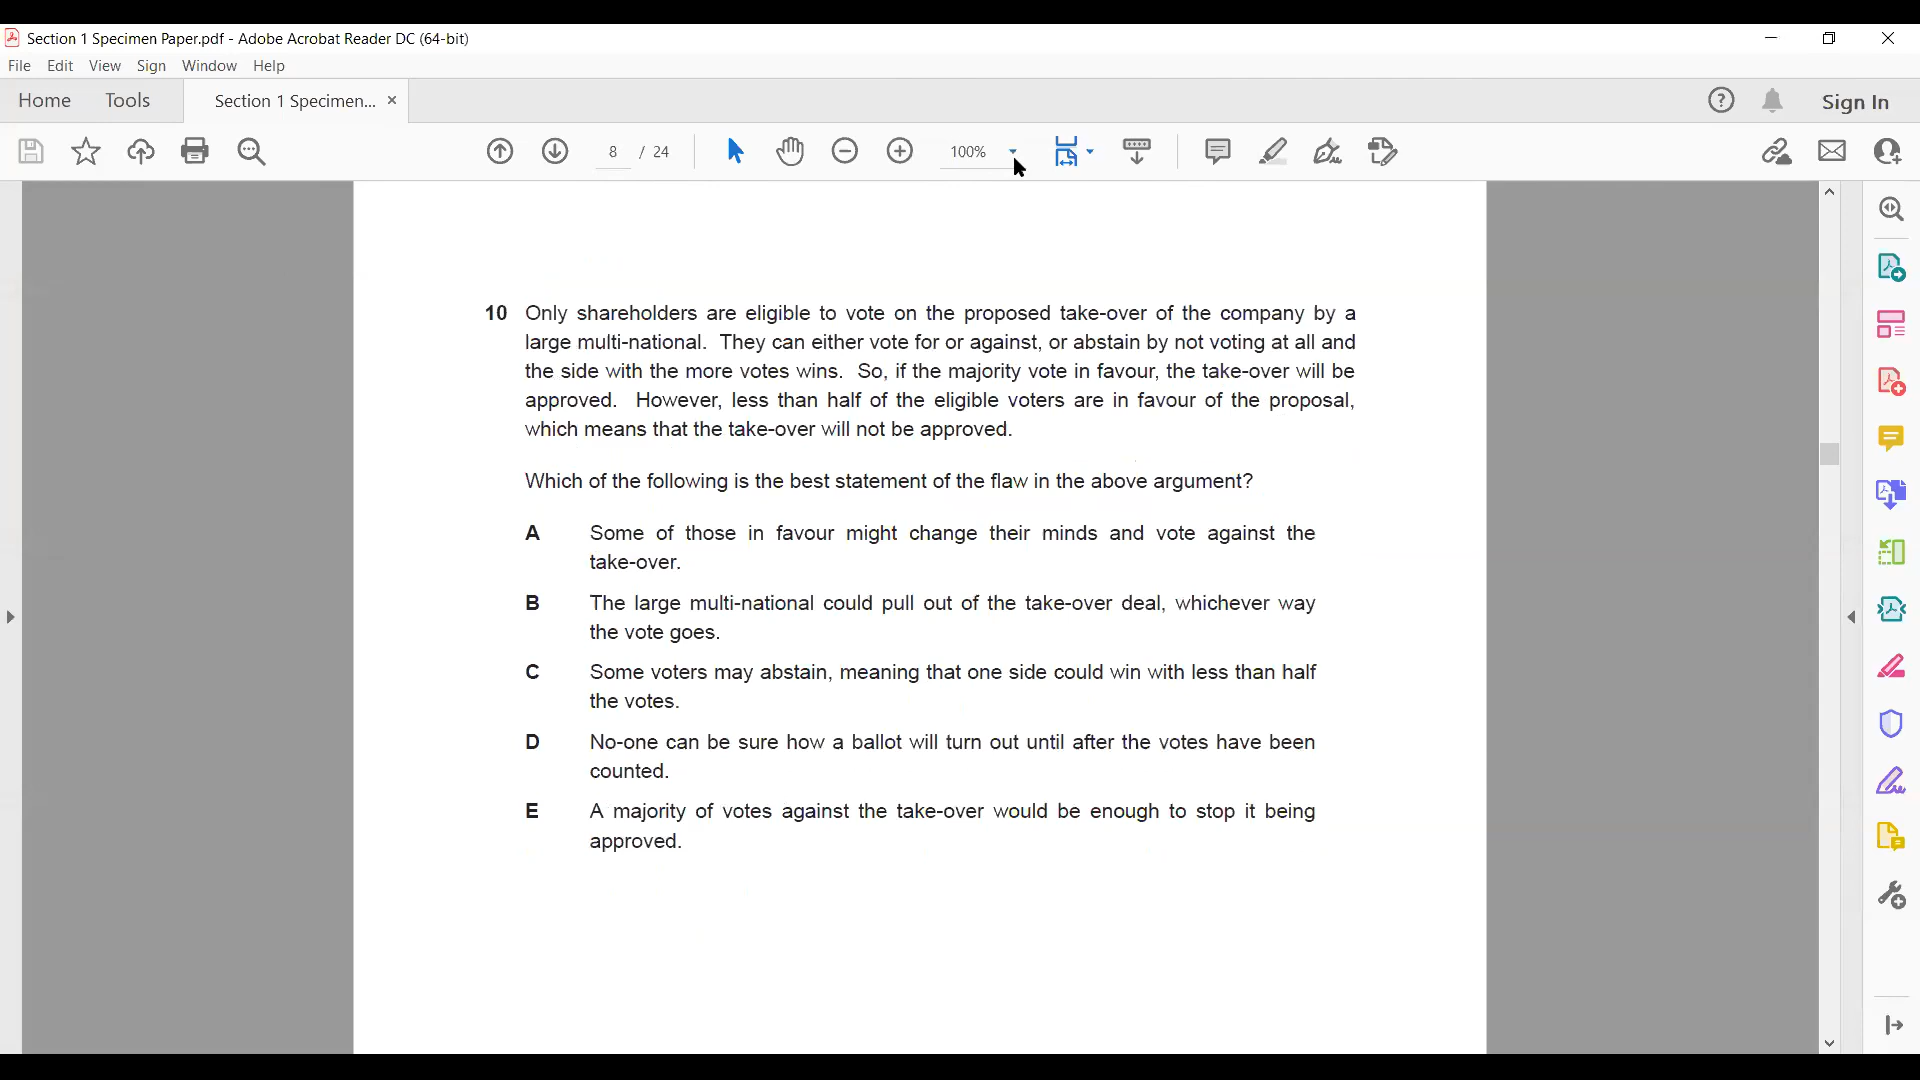 Section 1 Specimen Paper.pdf - Adobe Acrobat Reader DC (64-bit)
File Edit View Sign Window Help
Home Tools Section 1 Specimen... × Sign In
8 / 24 100%
10 Only shareholders are eligible to vote on the proposed take-over of the company by a
large multi-national. They can either vote for or against, or abstain by not voting at all and
the side with the more votes wins. So, if the majority vote in favour, the take-over will be
approved. However, less than half of the eligible voters are in favour of the proposal,
which means that the take-over will not be approved.
Which of the following is the best statement of the flaw in the above argument?
A Some of those in favour might change their minds and vote against the
take-over.
B The large multi-national could pull out of the take-over deal, whichever way
the vote goes.
C Some voters may abstain, meaning that one side could win with less than half
the votes.
D No-one can be sure how a ballot will turn out until after the votes have been
counted.
E A majority of votes against the take-over would be enough to stop it being
approved.